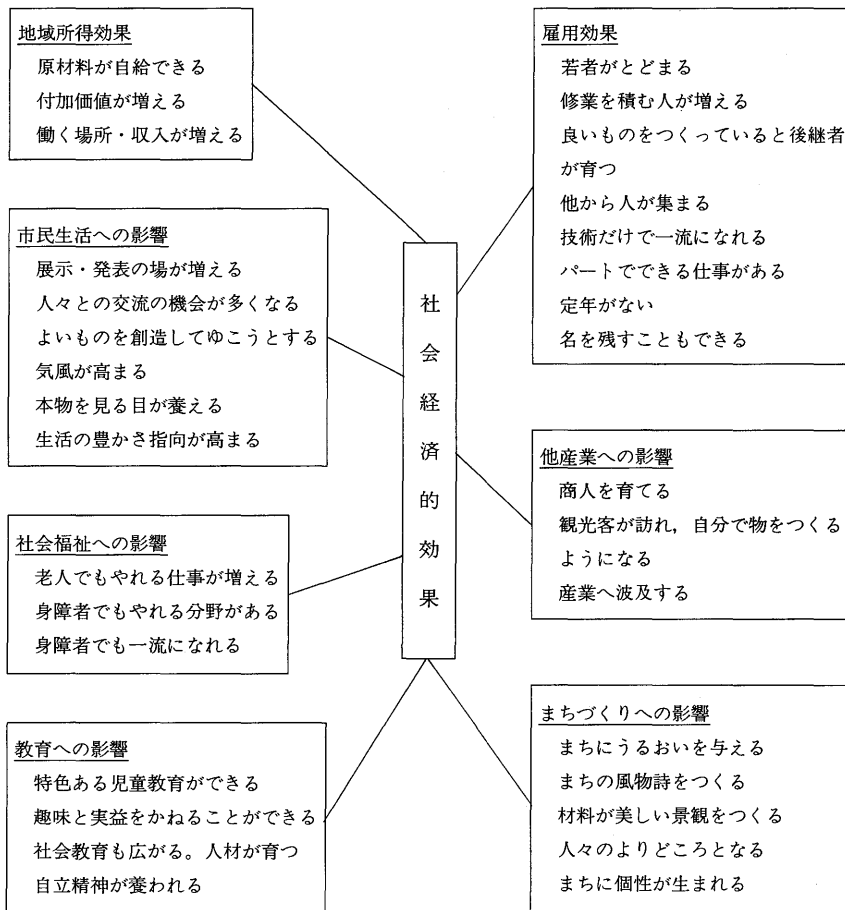 地域所得効果
原材料が自給できる
付加価値が増える
働く場所・収入が増える
市民生活への影響
展示・発表の場が増える
人々との交流の機会が多くなる
よいものを創造してゆこうとする
気風が高まる
本物を見る目が養える
生活の豊かさ指向が高まる
社会福祉への影響
老人でもやれる仕事が増える
身障者でもやれる分野がある
身障者でも一流になれる
教育への影響
特色ある児童教育ができる
趣味と実益をかねることができる
社会教育も広がる。人材が育つ
自立精神が養われる
社会経済的効果
雇用効果
若者がとどまる
修業を積む人が増える
良いものをつくっていると後継者
が育つ
他から人が集まる
技術だけで一流になれる
パートでできる仕事がある
定年がない
名を残すこともできる
他産業への影響
商人を育てる
観光客が訪れ，自分で物をつくる
ようになる
産業へ波及する
まちづくりへの影響
まちにうるおいを与える
まちの風物詩をつくる
材料が美しい景観をつくる
人々のよりどころとなる
まちに個性が生まれる